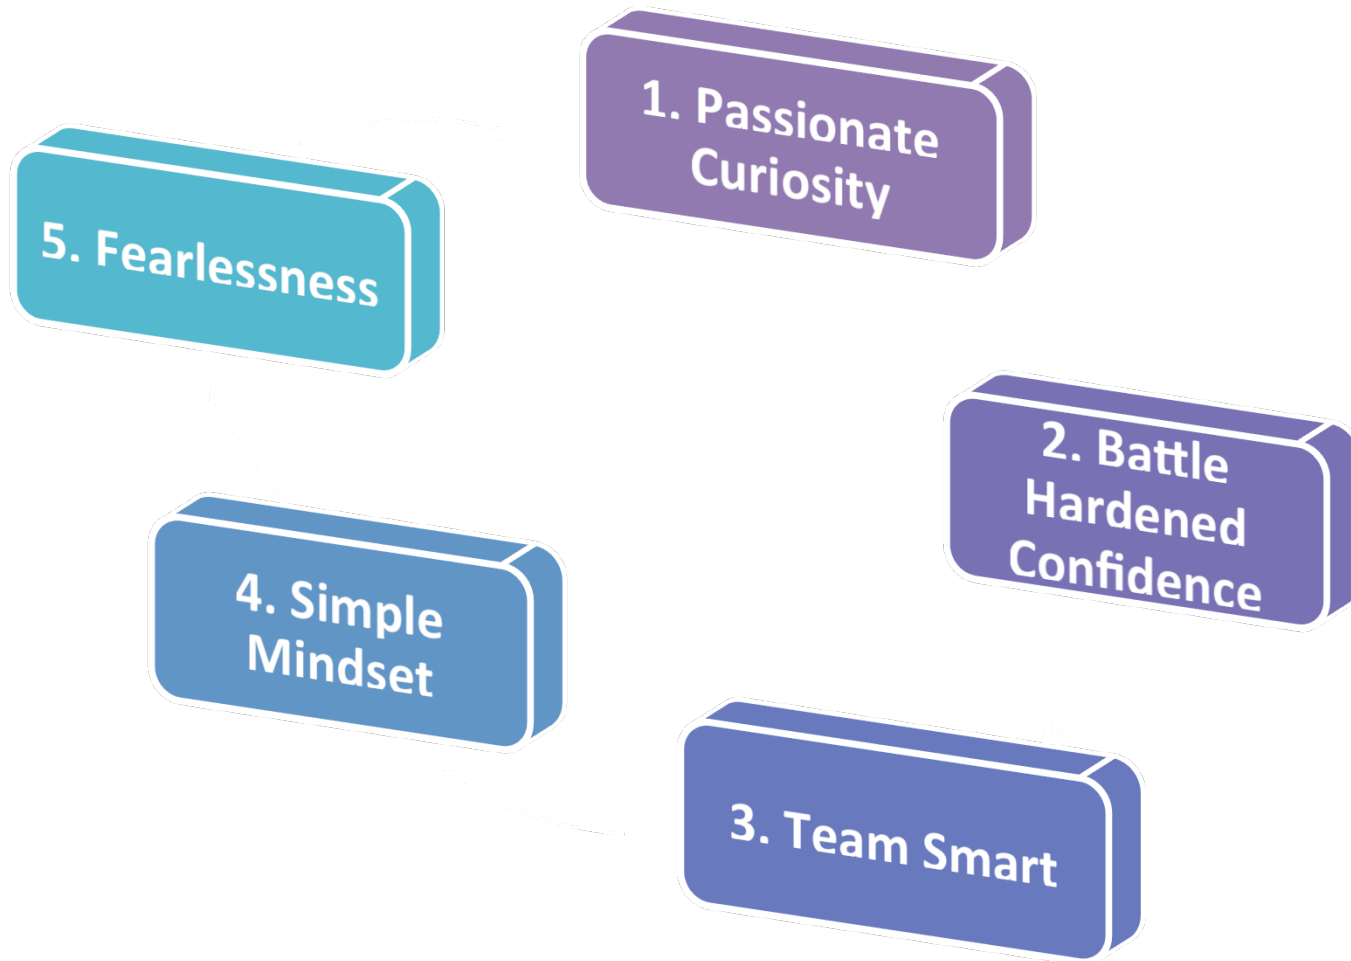 1. Passionate
Curiosity
2. Battle
Hardened
Confidence
3. Team Smart
4. Simple
Mindset
5. Fearlessness